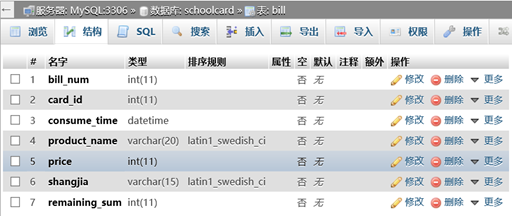 服务器: MySQL:3306 » 数据库: schoolcard » 表: bill
浏览 结构 SQL 搜索 插入 导出 导入 权限 操作
# 名字 类型 排序规则 属性 空 默认 注释 额外 操作
1 bill_num int(11) 否 无 修改 删除 更多
2 card_id int(11) 否 无 修改 删除 更多
3 consume_time datetime 否 无 修改 删除 更多
4 product_name varchar(20) latin1_swedish_ci 否 无 修改 删除 更多
5 price int(11) 否 无 修改 删除 更多
6 shangjia varchar(15) latin1_swedish_ci 否 无 修改 删除 更多
7 remaining_sum int(11) 否 无 修改 删除 更多